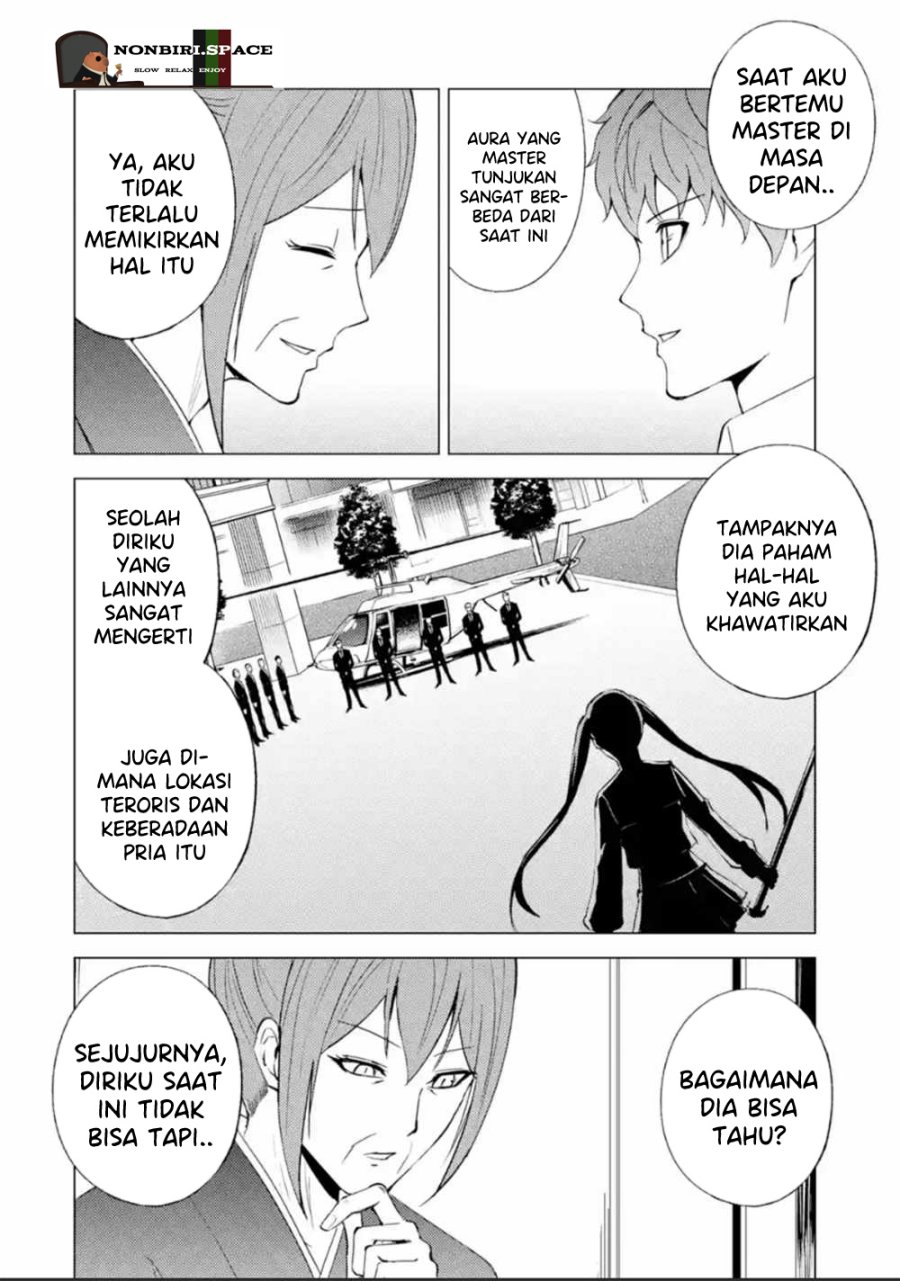 NONBIRI.SPACE
SLOW RELAX ENJOY
SAAT AKU
BERTEMU
MASTER DI
MASA
DEPAN..
AURA YANG
MASTER
TUNJUKAN
SANGAT BER-
BEDA DARI
SAAT INI
YA, AKU
TIDAK
TERLALU
MEMIKIRKAN
HAL ITU
TAMPAKNYA
DIA PAHAM
HAL-HAL
YANG AKU
KHAWATIRKAN
SEOLAH
DIRIKU
YANG
LAINNYA
SANGAT
MENGERTI
JUGA DI-
MANA LOKASI
TERORIS DAN
KEBERADAAN
PRIA ITU
BAGAIMANA
DIA BISA
TAHU?
SEJUJURNYA,
DIRIKU SAAT
INI TIDAK
BISA TAPI..